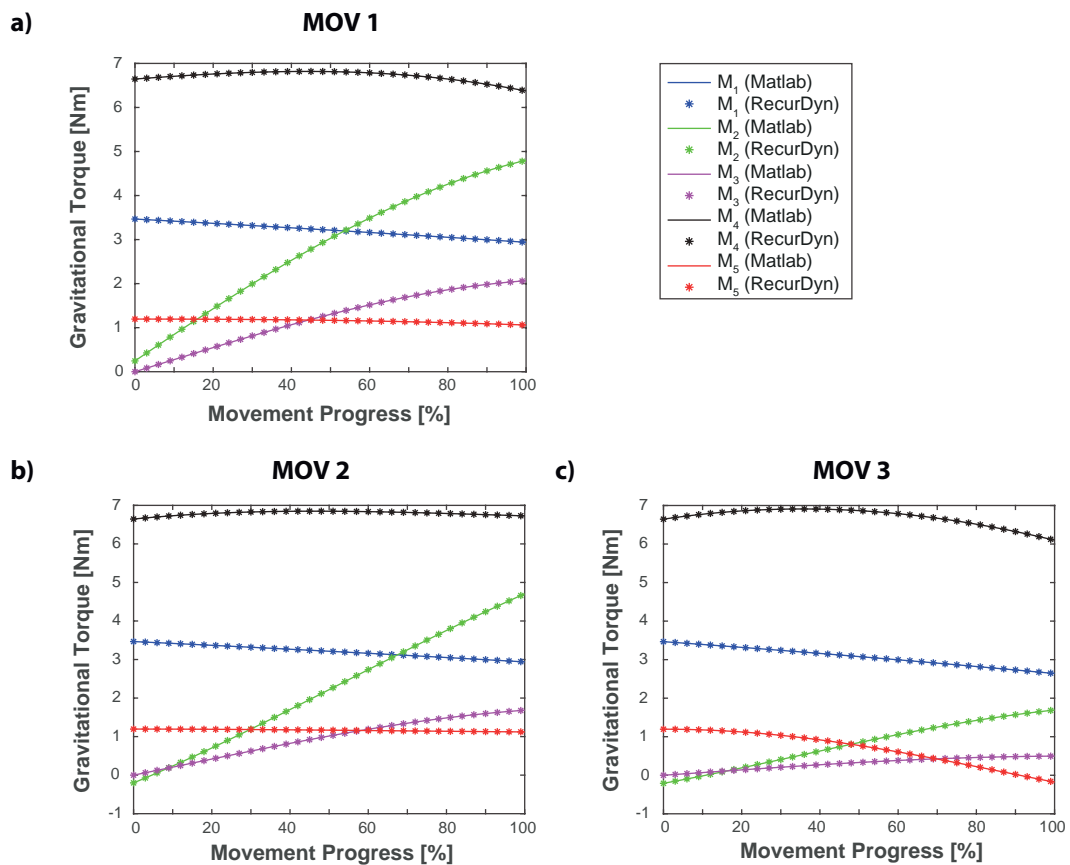 a)
MOV 1
Gravitational Torque [Nm]
7
6
5
4
3
2
1
0
0 20 40 60 80 100
Movement Progress [%]
M1 (Matlab)
M1 (RecurDyn)
M2 (Matlab)
M2 (RecurDyn)
M3 (Matlab)
M3 (RecurDyn)
M4 (Matlab)
M4 (RecurDyn)
M5 (Matlab)
M5 (RecurDyn)
b)
MOV 2
Gravitational Torque [Nm]
7
6
5
4
3
2
1
0
-1
0 20 40 60 80 100
Movement Progress [%]
c)
MOV 3
Gravitational Torque [Nm]
7
6
5
4
3
2
1
0
-1
0 20 40 60 80 100
Movement Progress [%]